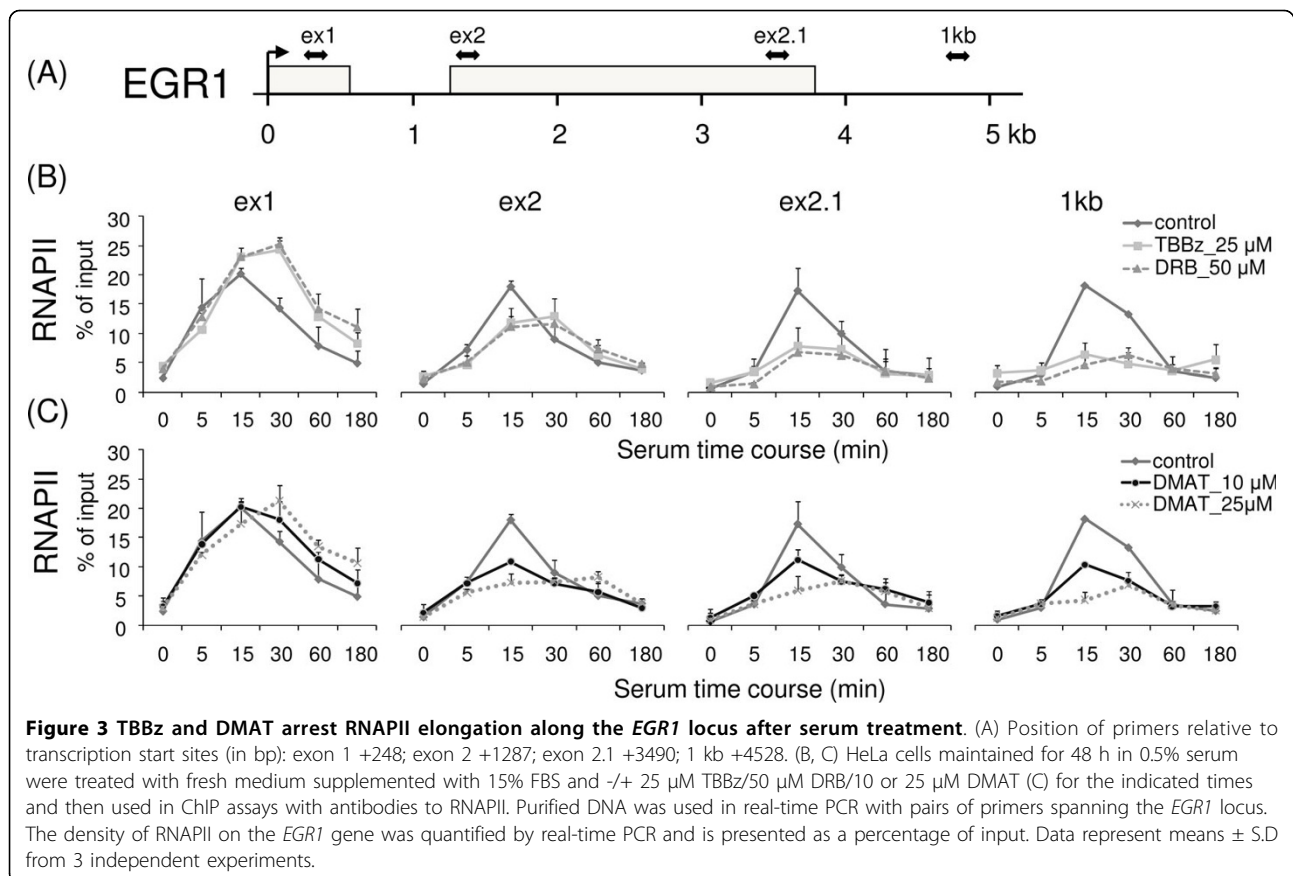 ex1 ex2 ex2.1 1kb
(A) EGR1
0 1 2 3 4 5 kb
(B)
ex1 ex2 ex2.1 1kb
RNAPII
% of input
30
25
20
15
10
5
0
control
TBBz_25 µM
DRB_50 µM
0 5 15 30 60 180 0 5 15 30 60 180 0 5 15 30 60 180 0 5 15 30 60 180
Serum time course (min)
(C)
RNAPII
% of input
30
25
20
15
10
5
0
control
DMAT_10 µM
DMAT_25µM
0 5 15 30 60 180 0 5 15 30 60 180 0 5 15 30 60 180 0 5 15 30 60 180
Serum time course (min)
Figure 3 TBBz and DMAT arrest RNAPII elongation along the EGR1 locus after serum treatment. (A) Position of primers relative to
transcription start sites (in bp): exon 1 +248; exon 2 +1287; exon 2.1 +3490; 1 kb +4528. (B, C) HeLa cells maintained for 48 h in 0.5% serum
were treated with fresh medium supplemented with 15% FBS and -/+ 25 µM TBBz/50 µM DRB/10 or 25 µM DMAT (C) for the indicated times
and then used in ChIP assays with antibodies to RNAPII. Purified DNA was used in real-time PCR with pairs of primers spanning the EGR1 locus.
The density of RNAPII on the EGR1 gene was quantified by real-time PCR and is presented as a percentage of input. Data represent means ± S.D
from 3 independent experiments.